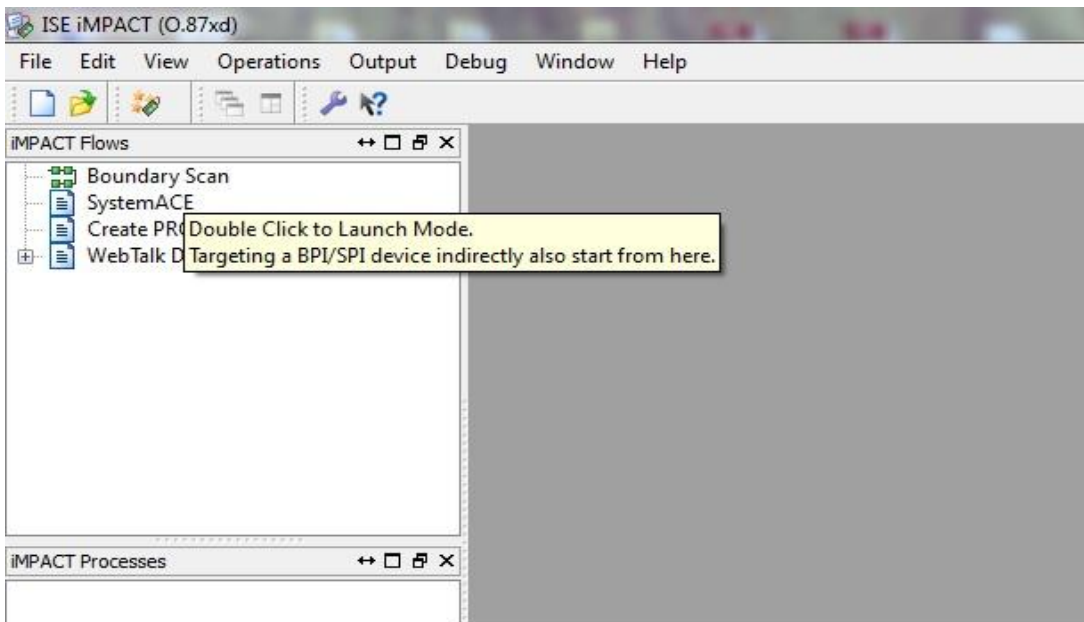 ISE iMPACT (O.87xd)
File Edit View Operations Output Debug Window Help
iMPACT Flows
Boundary Scan
SystemACE
Create PR
WebTalk D
Double Click to Launch Mode.
Targeting a BPI/SPI device indirectly also start from here.
iMPACT Processes